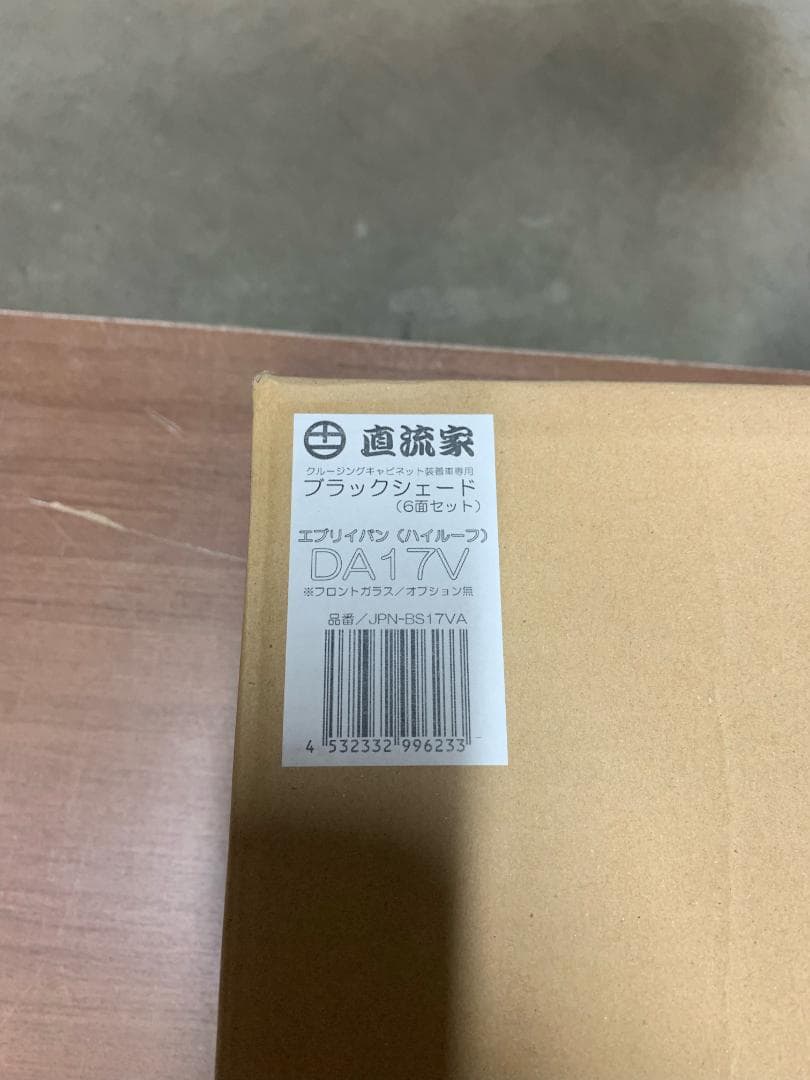 直流家
クルージングキャビネット装着車専用
ブラックシェード
(6面セット)
エブリイバン(ハイルーフ)
DA17V
※フロントガラス/オプション無
品番/JPN-BS17VA
4 532332 996233